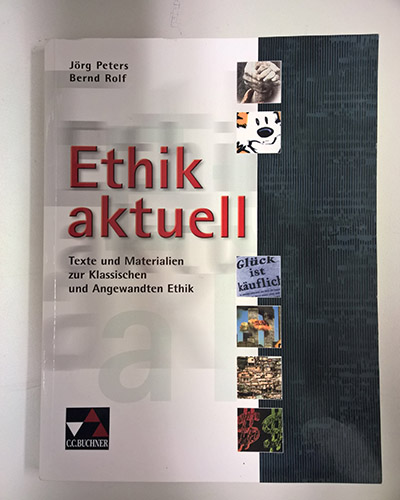 Jörg Peters
Bernd Rolf
Ethik
aktuell
Texte und Materialien
zur Klassischen
und Angewandten Ethik
Glück
ist
käuflich
C.C. BUCHNER